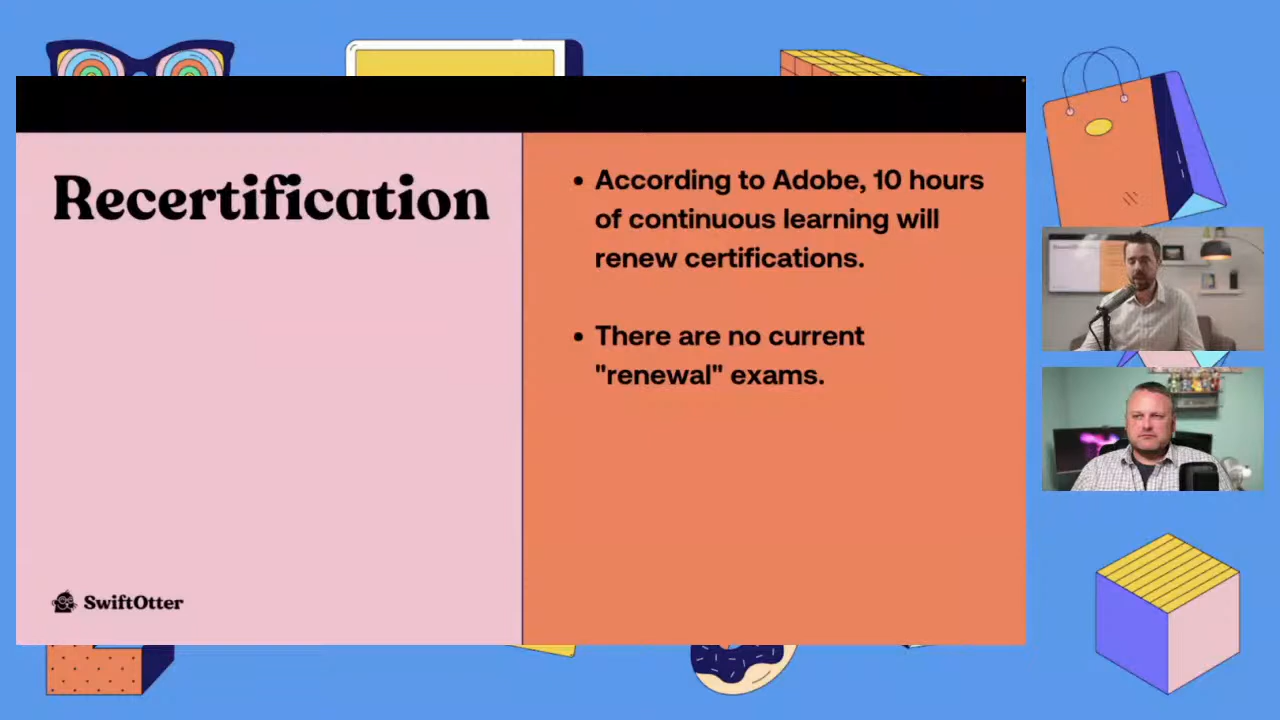 Recertification
• According to Adobe, 10 hours
of continuous learning will
renew certifications.
• There are no current
"renewal" exams.
SwiftOtter